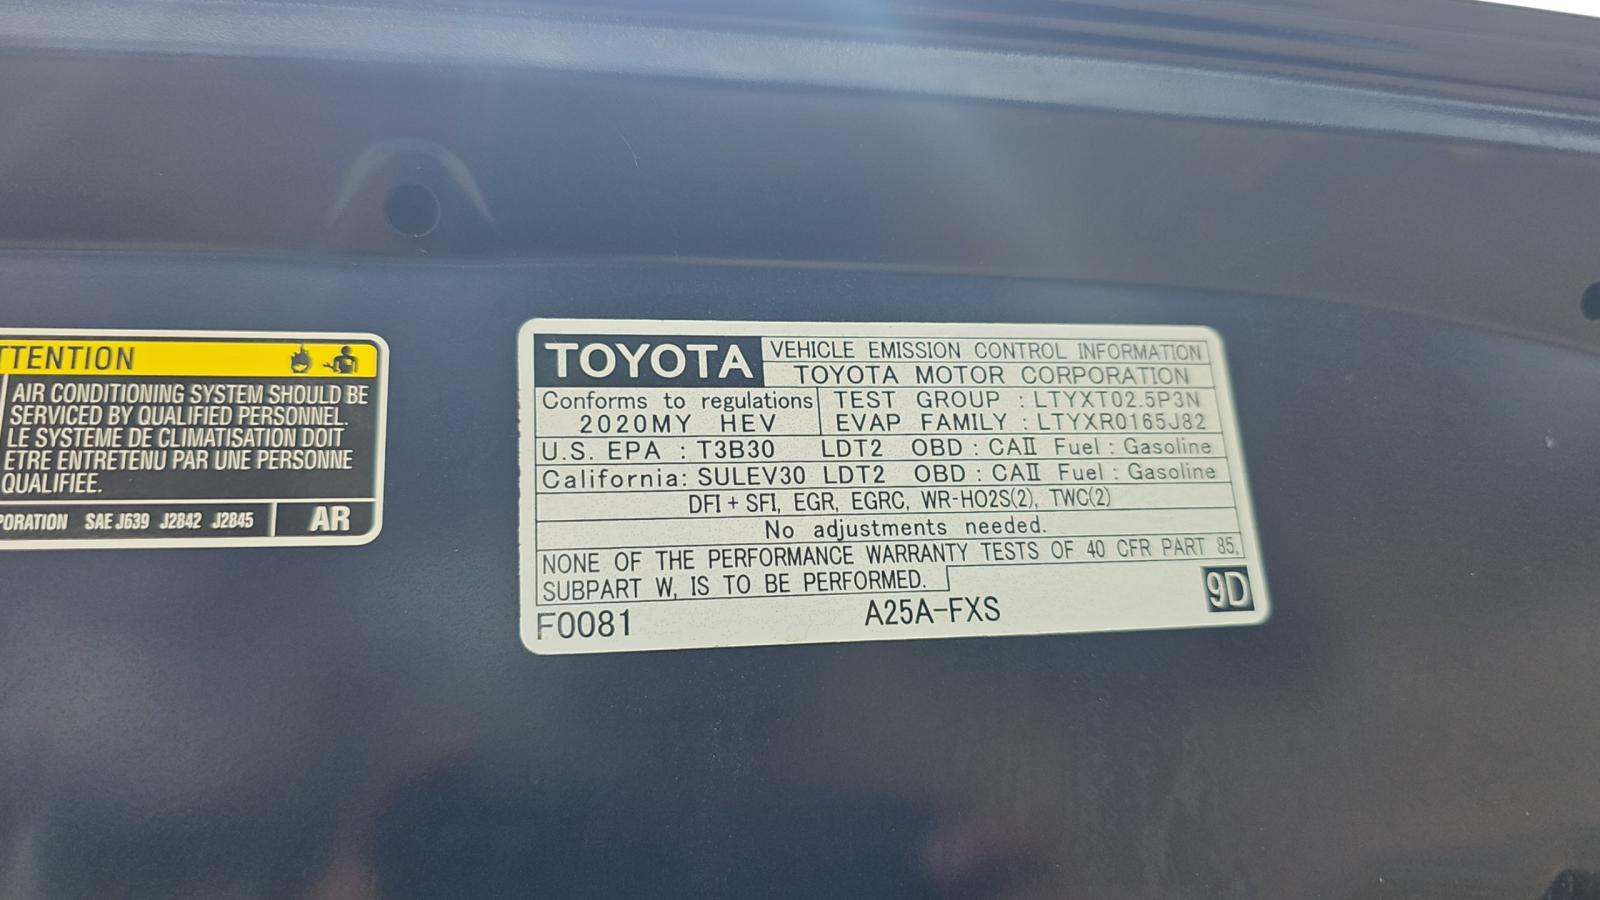 TTENTION
AIR CONDITIONING SYSTEM SHOULD BE
SERVICED BY QUALIFIED PERSONNEL.
LE SYSTEME DE CLIMATISATION DOIT
ETRE ENTRETENU PAR UNE PERSONNE
QUALIFIEE.
PORATION SAE J639 J2842 J2845 AR
TOYOTA VEHICLE EMISSION CONTROL INFORMATION
TOYOTA MOTOR CORPORATION
Conforms to regulations TEST GROUP : LTYXT02.5P3N
2020MY HEV EVAP FAMILY : LTYXR0165J82
U.S. EPA : T3B30 LDT2 OBD : CAII Fuel : Gasoline
California: SULEV30 LDT2 OBD : CAII Fuel : Gasoline
DFI + SFI, EGR, EGRC, WR-HO2S(2), TWC(2)
No adjustments needed.
NONE OF THE PERFORMANCE WARRANTY TESTS OF 40 CFR PART 85,
SUBPART W, IS TO BE PERFORMED.
F0081 A25A-FXS 9D